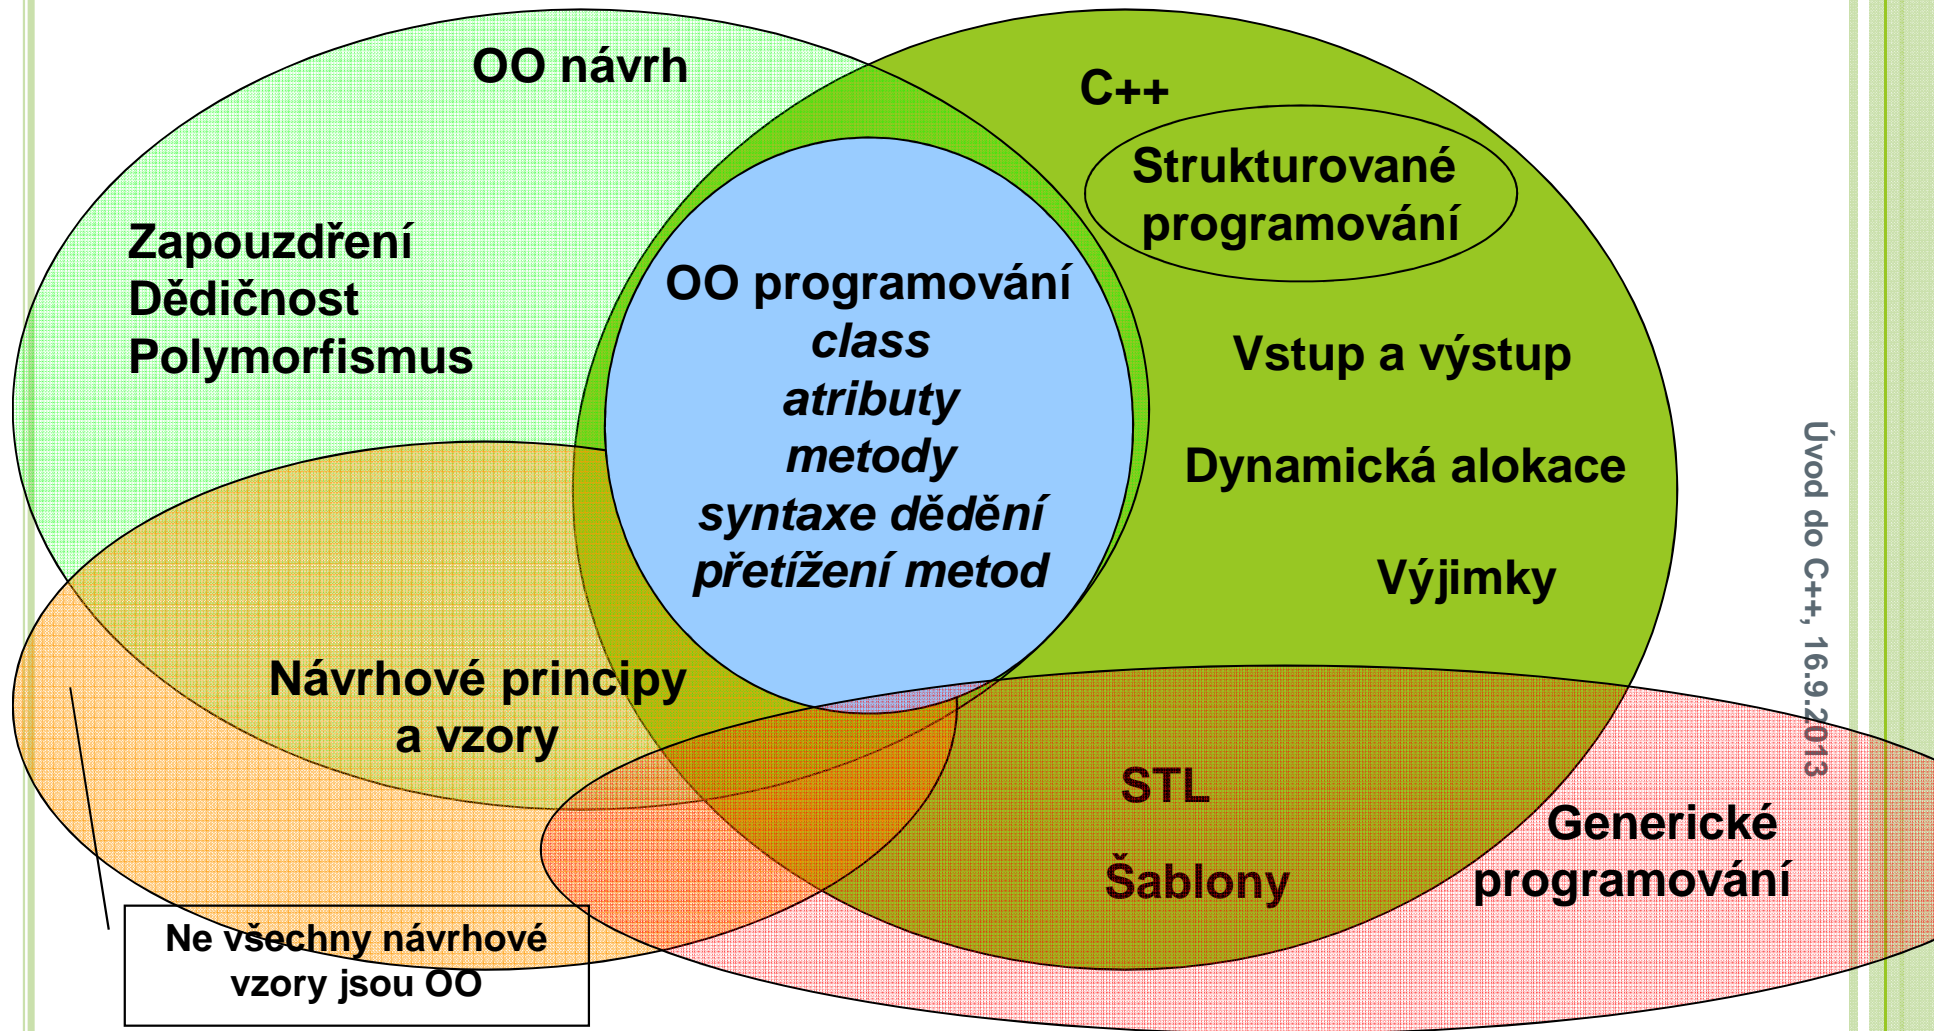 OO návrh
C++
Strukturované
programování
Zapouzdření
Dědičnost
Polymorfismus
OO programování
class
atributy
metody
syntaxe dědění
přetížení metod
Vstup a výstup
Dynamická alokace
Výjimky
Návrhové principy
a vzory
STL
Šablony
Generické
programování
Ne všechny návrhové
vzory jsou OO
Úvod do C++, 16.9.2013